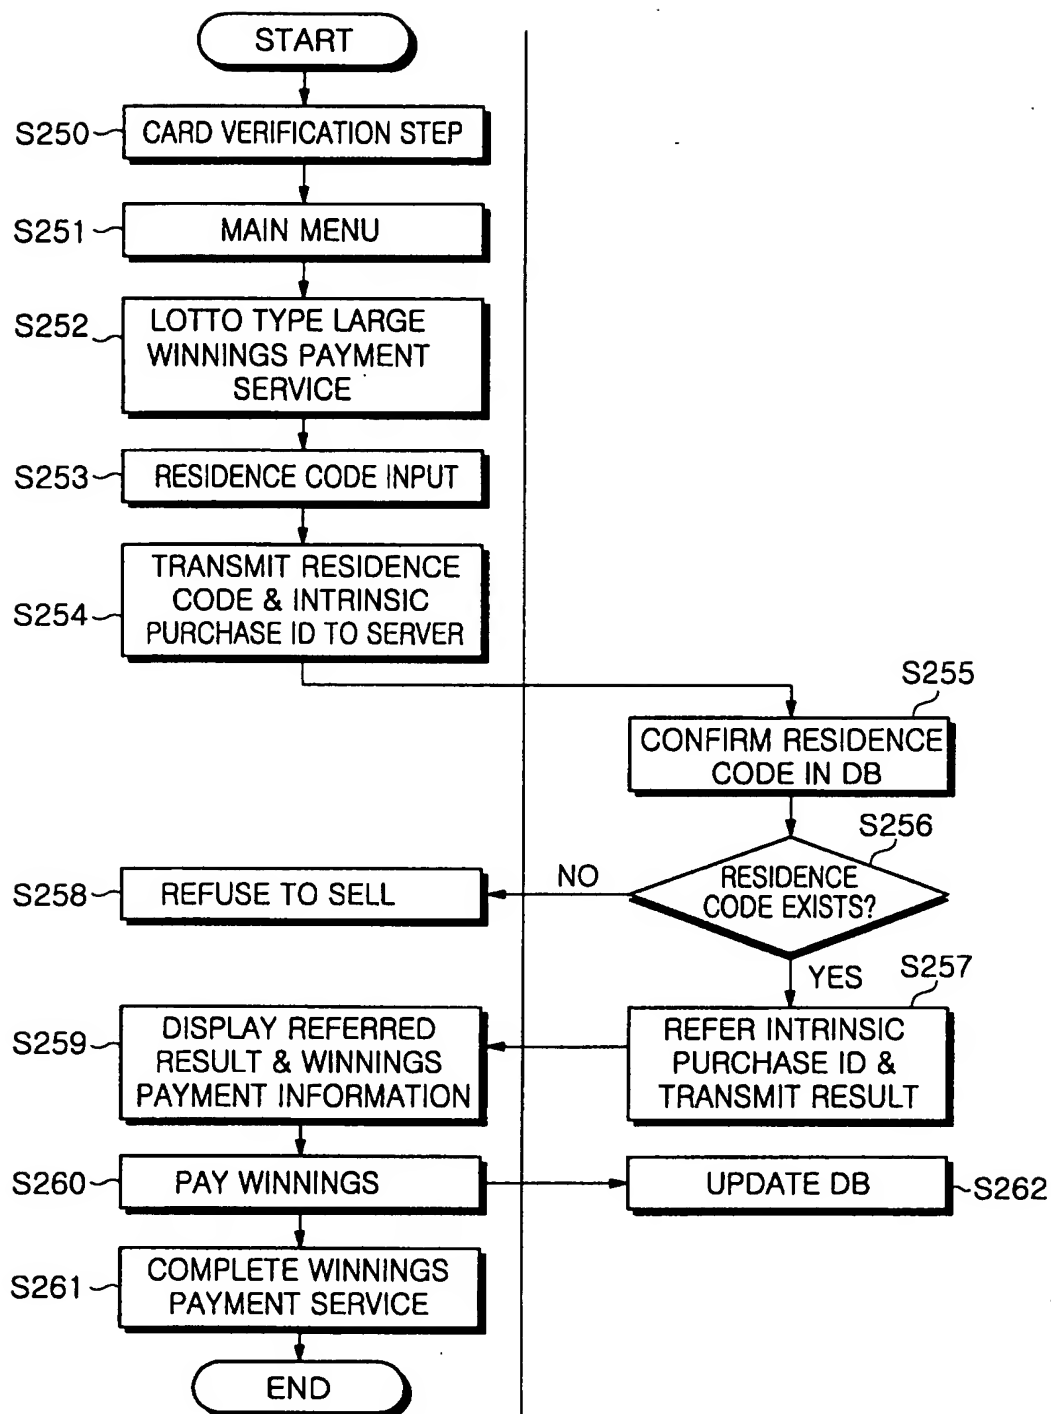 START
S250
CARD VERIFICATION STEP
S251
MAIN MENU
S252
LOTTO TYPE LARGE
WINNINGS PAYMENT
SERVICE
S253
RESIDENCE CODE INPUT
S254
TRANSMIT RESIDENCE
CODE & INTRINSIC
PURCHASE ID TO SERVER
S255
CONFIRM RESIDENCE
CODE IN DB
S256
RESIDENCE
CODE EXISTS?
NO
S258
REFUSE TO SELL
YES
S257
REFER INTRINSIC
PURCHASE ID &
TRANSMIT RESULT
S259
DISPLAY REFERRED
RESULT & WINNINGS
PAYMENT INFORMATION
S260
PAY WINNINGS
UPDATE DB
S262
S261
COMPLETE WINNINGS
PAYMENT SERVICE
END